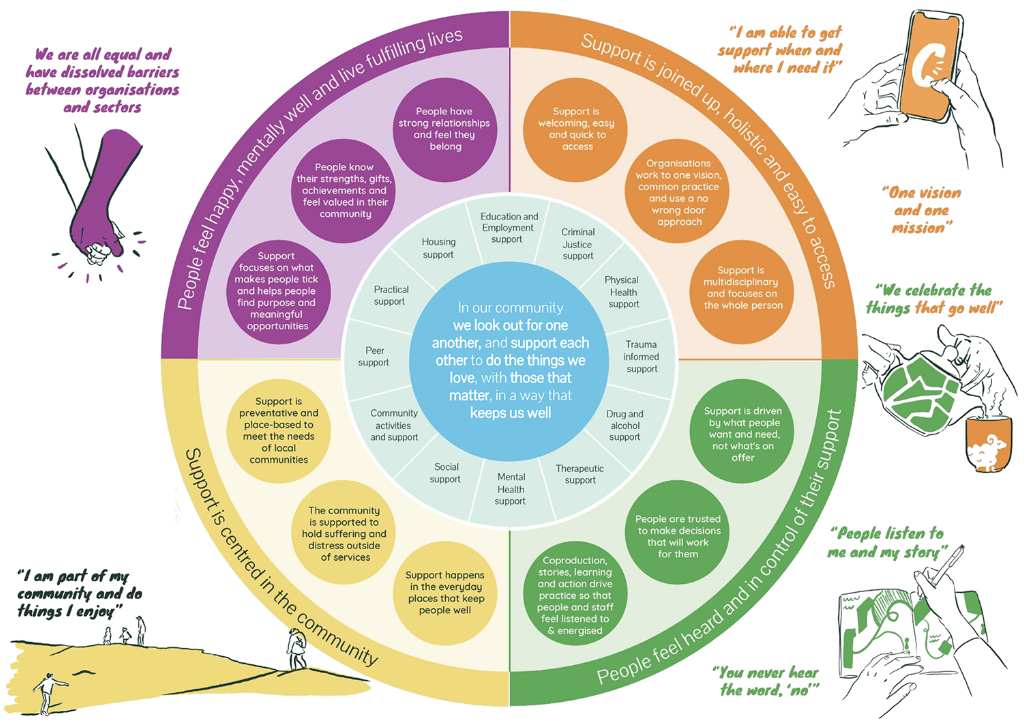 We are all equal and
have dissolved barriers
between organisations
and sectors
People feel happy, mentally well and live fulfilling lives
People have
strong relationships
and feel they
belong
People know
their strengths, gifts,
achievements and
feel valued in their
community
Support
focuses on what
makes people tick
and helps people
find purpose and
meaningful
opportunities
Support is joined up, holistic and easy to access
Support is
welcoming, easy
and quick to
access
Organisations
work to one vision,
common practice
and use a no
wrong door
approach
Support is
multidisciplinary
and focuses on
the whole person
"I am able to get
support when and
where I need it"
"One vision
and one
mission"
"We celebrate the
things that go well"
Education and
Employment
support
Criminal
Justice
support
Physical
Health
support
Trauma
informed
support
Drug and
alcohol
support
Therapeutic
support
Mental
Health
support
Social
support
Community
activities
and support
Peer
support
Practical
support
Housing
support
In our community
we look out for one
another, and support each
other to do the things we
love, with those that
matter, in a way that
keeps us well
Support is
preventative and
place-based to
meet the needs
of local
communities
The community
is supported to
hold suffering and
distress outside
of services
Support happens
in the everyday
places that keep
people well
Support is centred in the community
Support is driven
by what people
want and need,
not what's on
offer
People are trusted
to make decisions
that will work
for them
Coproduction,
stories, learning
and action drive
practice so that
people and staff
feel listened to
& energised
People feel heard and in control of their support
"I am part of my
community and do
things I enjoy"
"People listen to
me and my story"
"You never hear
the word, 'no'"